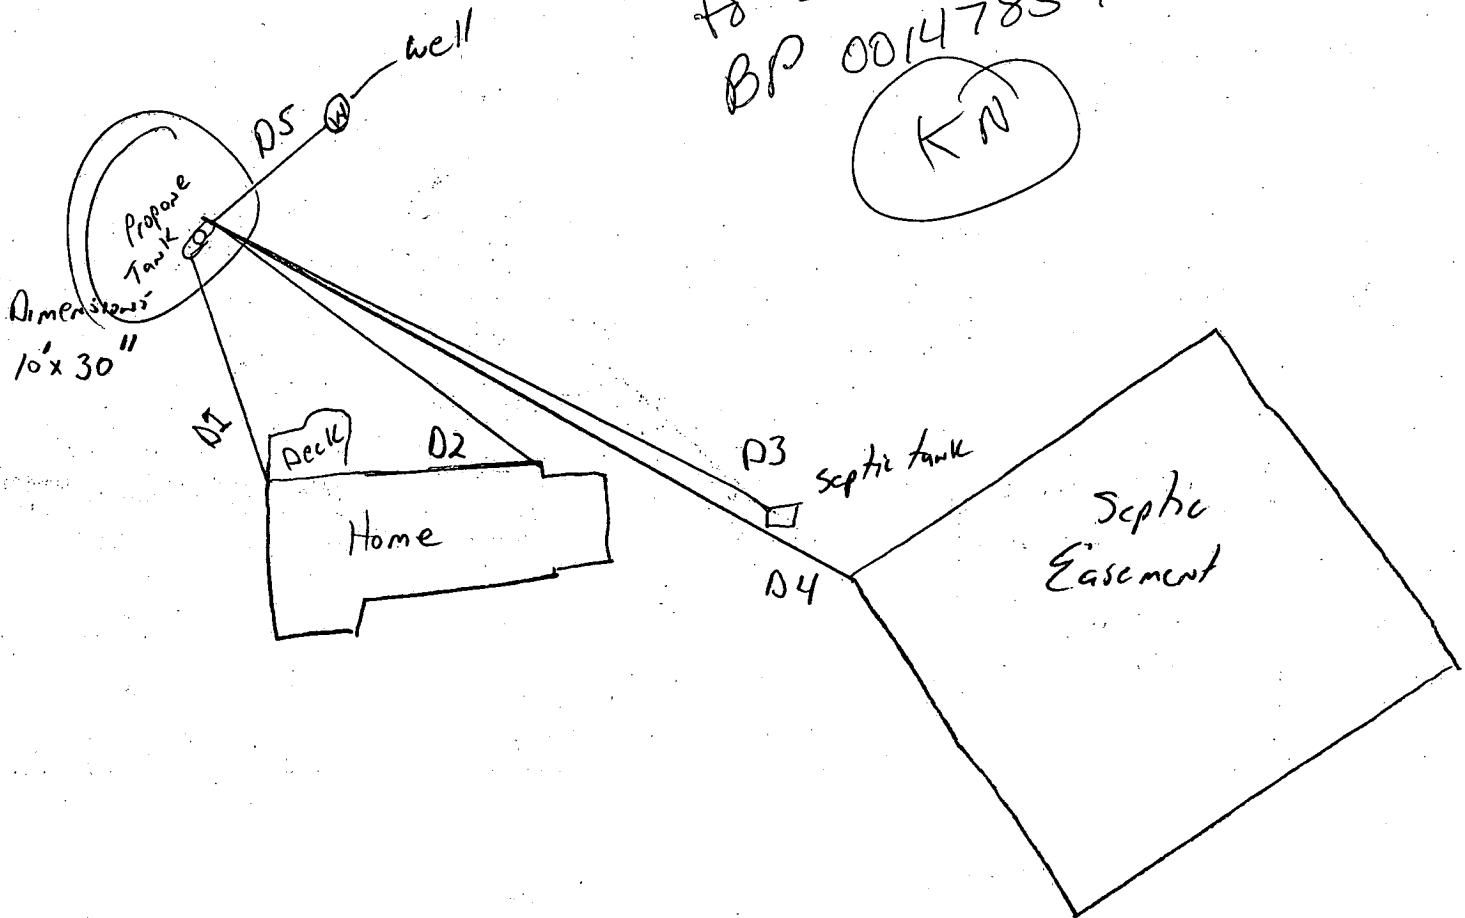 to
BP 0014785
KN
well
D5
W
Propane
Tank
Dimensions
10' x 30"
D1
Deck
D2
Home
D3
septic tank
D4
Septic
Easement